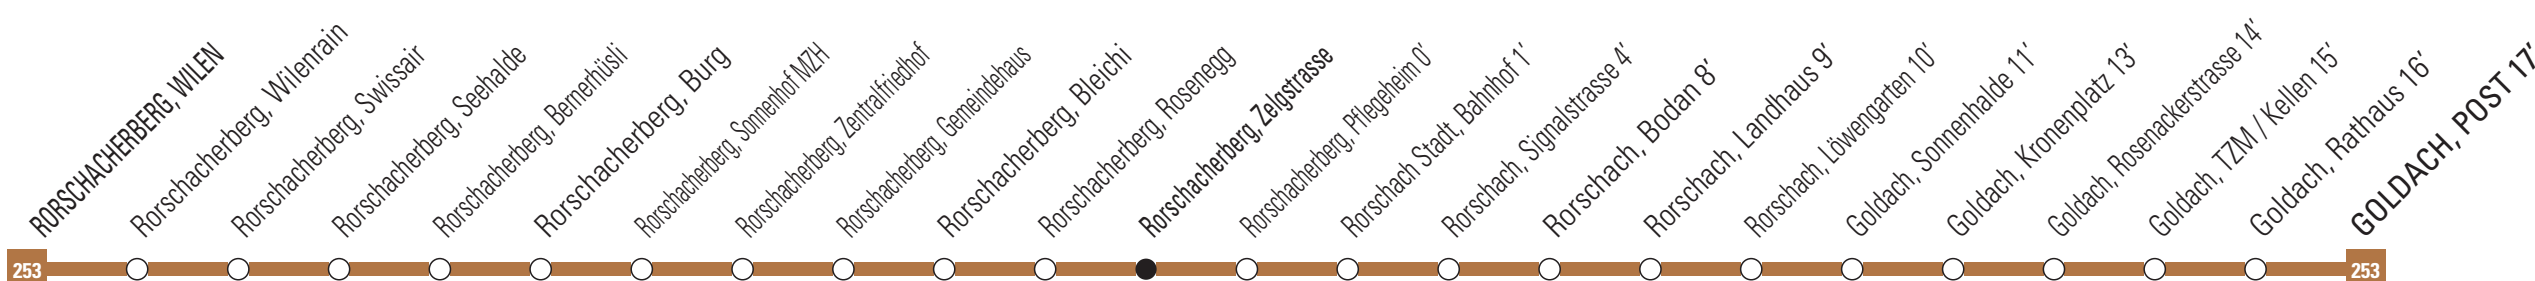 RORSCHACHERBERG, WILEN
Rorschacherberg, Wilenrain
Rorschacherberg, Swissair
Rorschacherberg, Seehalde
Rorschacherberg, Bernerhüsli
Rorschacherberg, Burg
Rorschacherberg, Sonnenhof MZH
Rorschacherberg, Zentralfriedhof
Rorschacherberg, Gemeindehaus
Rorschacherberg, Bleichi
Rorschacherberg, Rosenegg
Rorschacherberg, Zelgstrasse
Rorschacherberg, Pflegeheim 0’
Rorschach Stadt, Bahnhof 1’
Rorschach, Signalstrasse 4’
Rorschach, Bodan 8’
Rorschach, Landhaus 9’
Rorschach, Löwengarten 10’
Goldach, Sonnenhalde 11’
Goldach, Kronenplatz 13’
Goldach, Rosenackerstrasse 14’
Goldach, TZM / Kellen 15’
Goldach, Rathaus 16’
GOLDACH, POST 17’
253
253